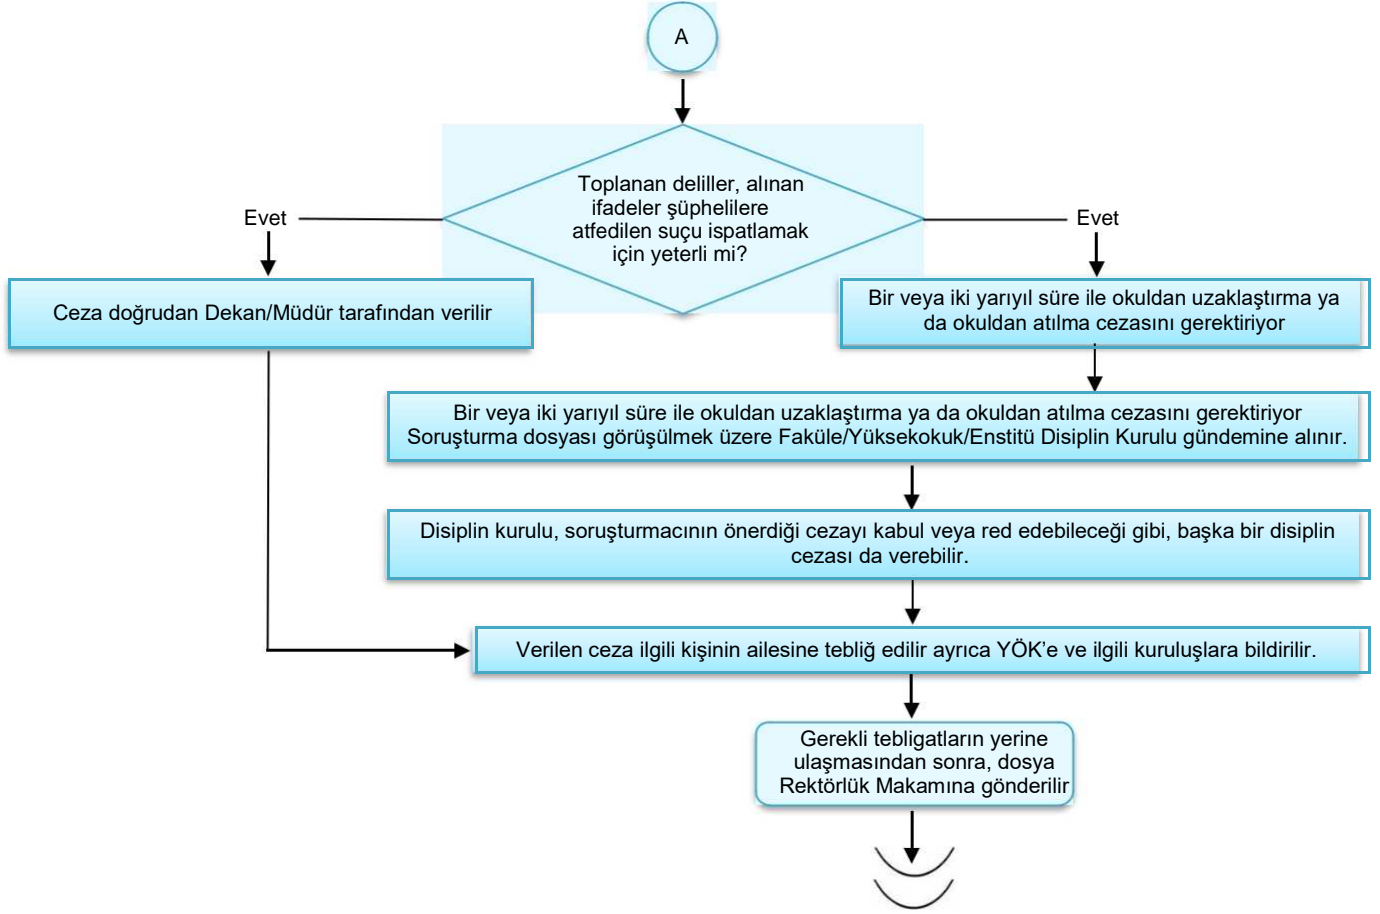 A
Toplanan deliller, alınan
ifadeler şüphelilere
atfedilen suçu ispatlamak
için yeterli mi?
Evet
Evet
Ceza doğrudan Dekan/Müdür tarafından verilir
Bir veya iki yarıyıl süre ile okuldan uzaklaştırma ya
da okuldan atılma cezasını gerektiriyor
Bir veya iki yarıyıl süre ile okuldan uzaklaştırma ya da okuldan atılma cezasını gerektiriyor
Soruşturma dosyası görüşülmek üzere Faküle/Yüksekokuk/Enstitü Disiplin Kurulu gündemine alınır.
Disiplin kurulu, soruşturmacının önerdiği cezayı kabul veya red edebileceği gibi, başka bir disiplin
cezası da verebilir.
Verilen ceza ilgili kişinin ailesine tebliğ edilir ayrıca YÖK’e ve ilgili kuruluşlara bildirilir.
Gerekli tebligatların yerine
ulaşmasından sonra, dosya
Rektörlük Makamına gönderilir